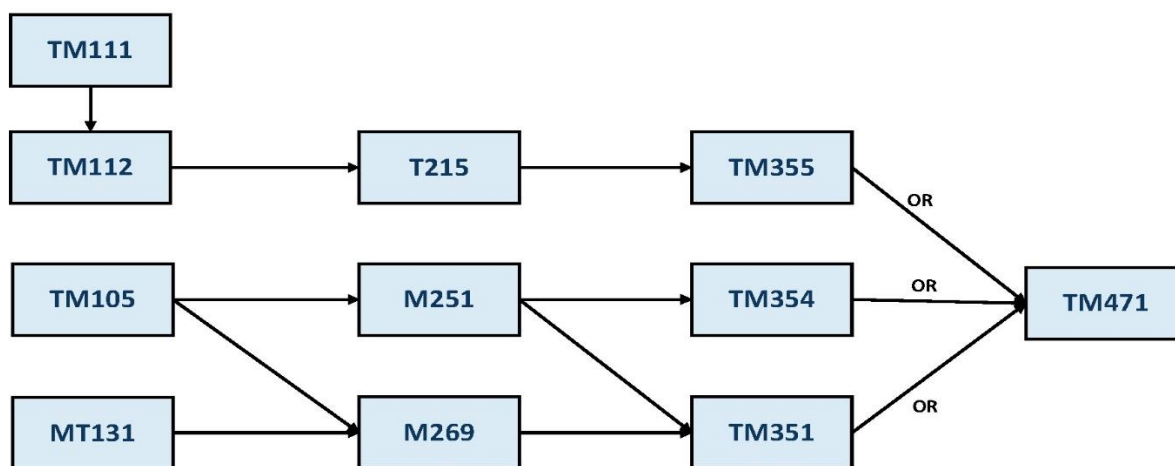 TM111
TM112
T215
TM355
OR
TM105
M251
TM354
OR
TM471
MT131
M269
TM351
OR